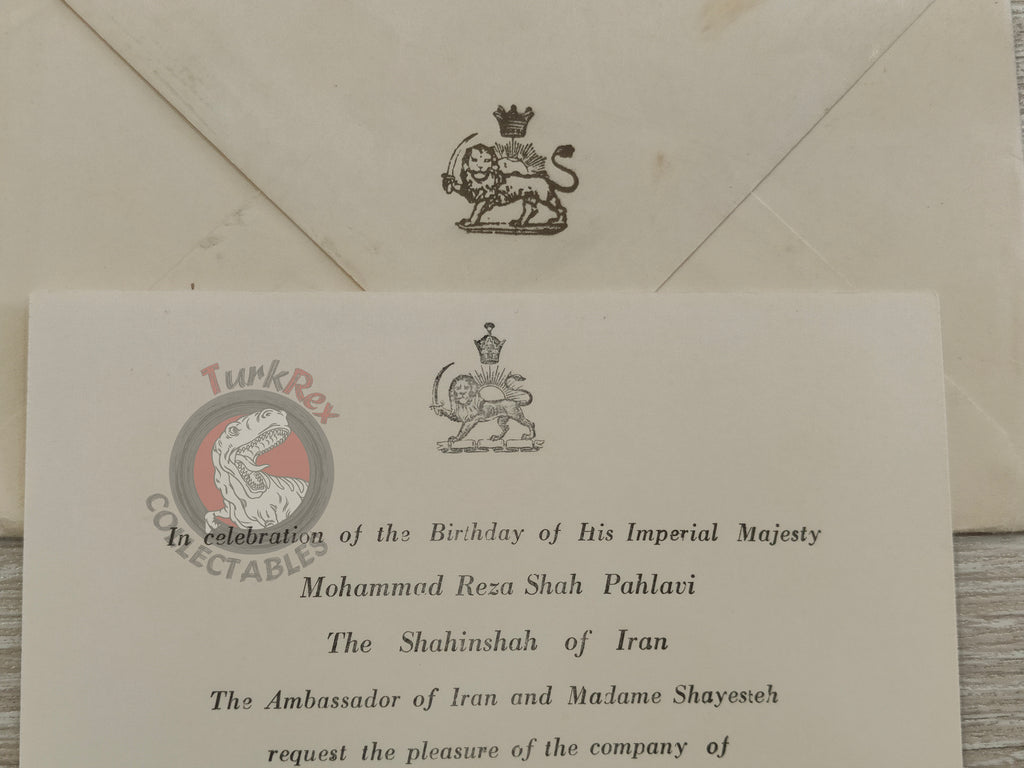 TurkRex
COLLECTABLES
In celebration of the Birthday of His Imperial Majesty
Mohammad Reza Shah Pahlavi
The Shahinshah of Iran
The Ambassador of Iran and Madame Shayesteh
request the pleasure of the company of